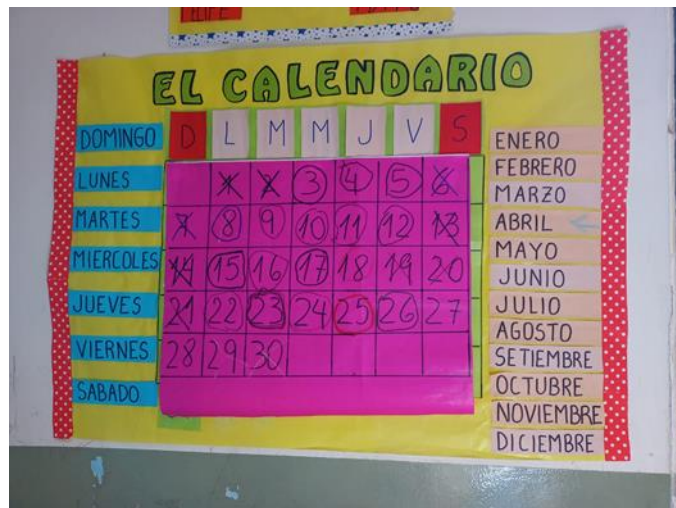 EL CALENDARIO
DOMINGO
LUNES
MARTES
MIERCOLES
JUEVES
VIERNES
SABADO
D L M M J V S
1 2 3 4 5 6
7 8 9 10 11 12 13
14 15 16 17 18 19 20
21 22 23 24 25 26 27
28 29 30
ENERO
FEBRERO
MARZO
ABRIL
MAYO
JUNIO
JULIO
AGOSTO
SETIEMBRE
OCTUBRE
NOVIEMBRE
DICIEMBRE